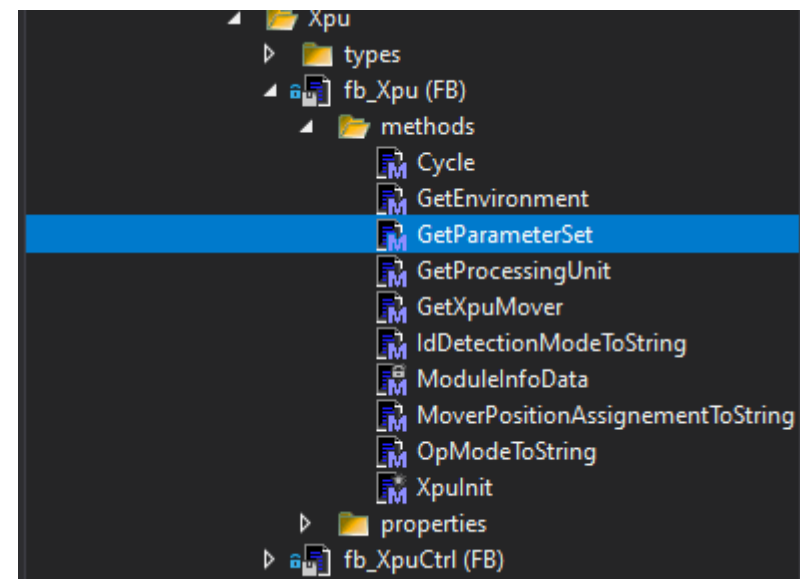 Xpu
types
fb_Xpu (FB)
methods
Cycle
GetEnvironment
GetParameterSet
GetProcessingUnit
GetXpuMover
IdDetectionModeToString
ModuleInfoData
MoverPositionAssignementToString
OpModeToString
XpuInit
properties
fb_XpuCtrl (FB)